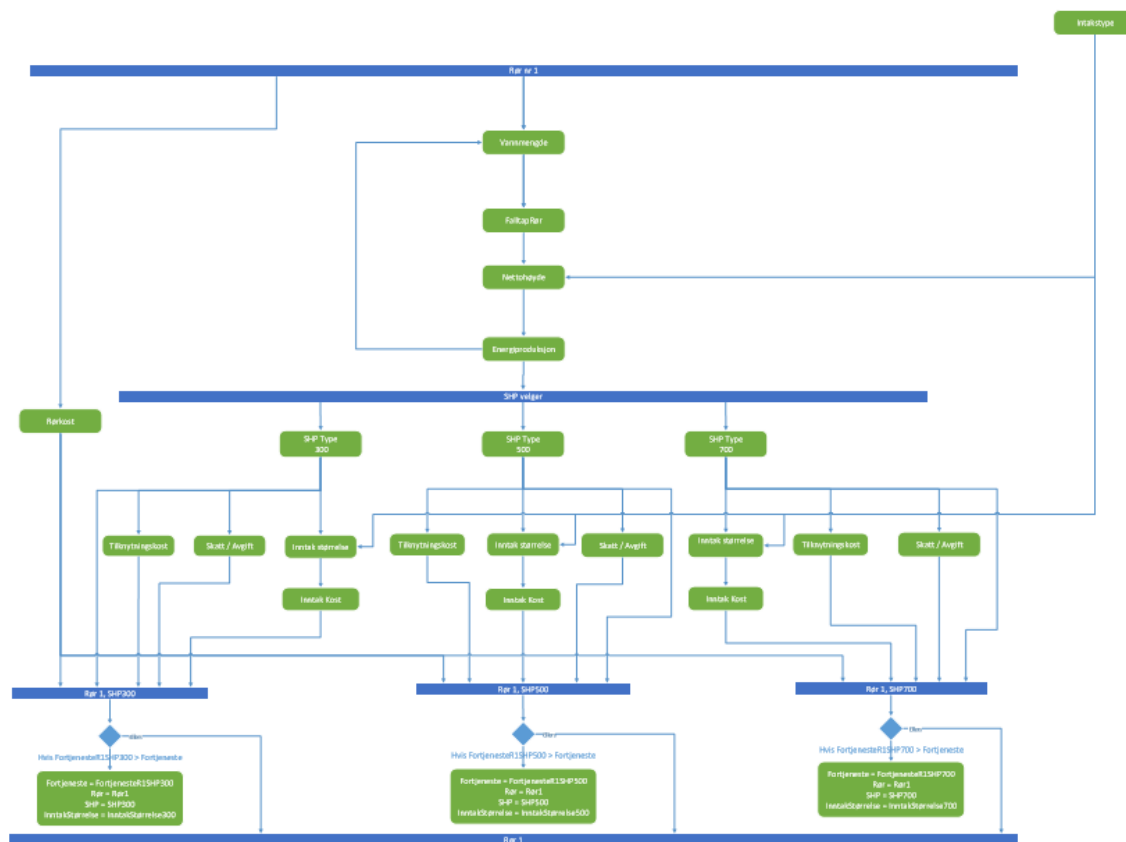 Intakstype
Rør nr 1
Vannmengde
FalltapRør
Nettohøyde
Energiproduksjon
SHP velger
Rørkost
SHP Type
300
SHP Type
500
SHP Type
700
Tilknytningskost
Skatt / Avgift
Inntak størrelse
Tilknytningskost
Inntak størrelse
Skatt / Avgift
Inntak størrelse
Tilknytningskost
Skatt / Avgift
Inntak Kost
Inntak Kost
Inntak Kost
Rør 1, SHP300
Rør 1, SHP500
Rør 1, SHP700
Hvis FortjenesteR1SHP300 > Fortjeneste
Hvis FortjenesteR1SHP500 > Fortjeneste
Hvis FortjenesteR1SHP700 > Fortjeneste
Fortjeneste = FortjenesteR1SHP300
Rør = Rør1
SHP = SHP300
InntakStørrelse = InntakStørrelse300
Fortjeneste = FortjenesteR1SHP500
Rør = Rør1
SHP = SHP500
InntakStørrelse = InntakStørrelse500
Fortjeneste = FortjenesteR1SHP700
Rør = Rør1
SHP = SHP700
InntakStørrelse = InntakStørrelse700
Rør 1